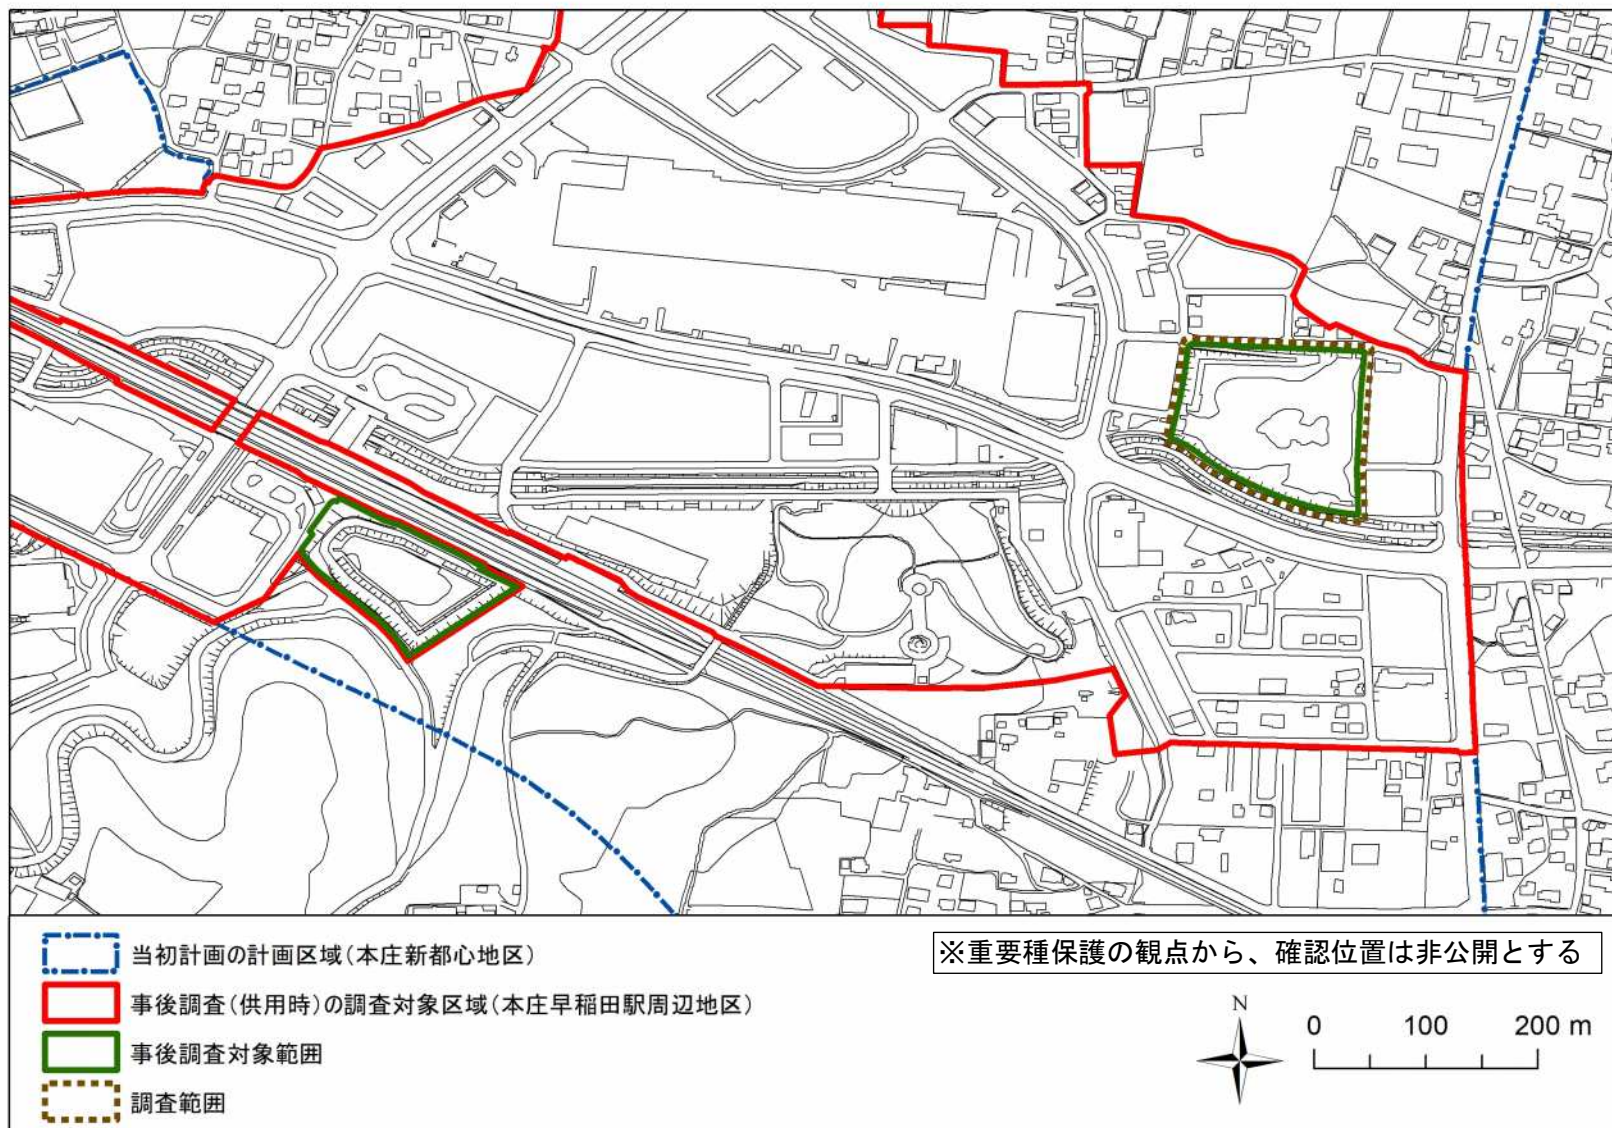 当初計画の計画区域(本庄新都心地区)
※重要種保護の観点から、確認位置は非公開とする
事後調査(供用時)の調査対象区域(本庄早稲田駅周辺地区)
事後調査対象範囲
調査範囲
N
0 100 200 m